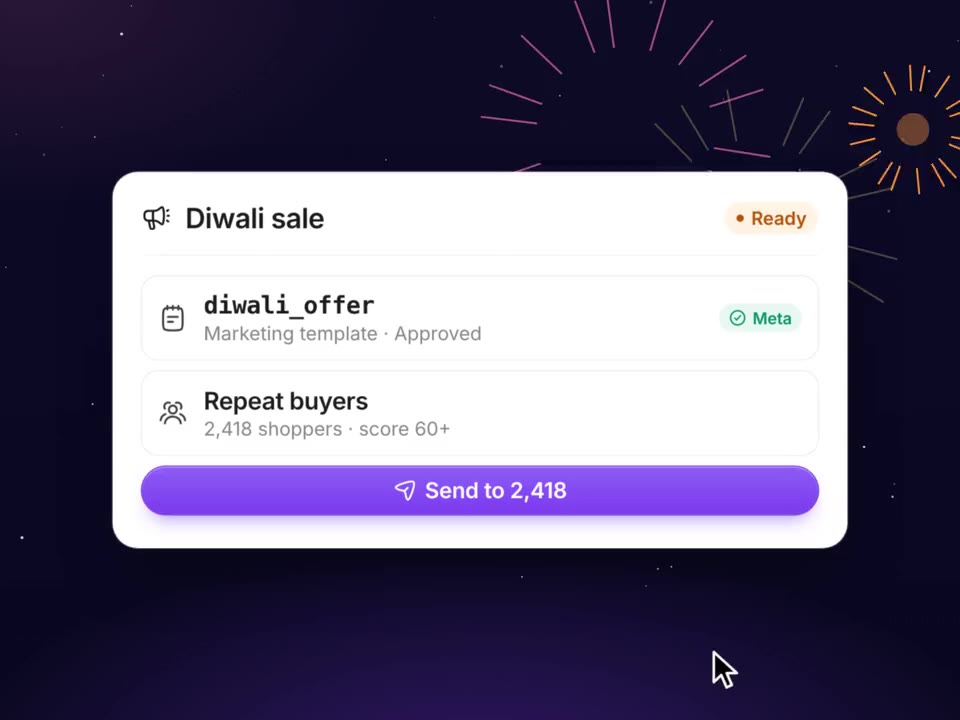 Diwali sale
Ready
diwali_offer
Marketing template · Approved
Meta
Repeat buyers
2,418 shoppers · score 60+
Send to 2,418